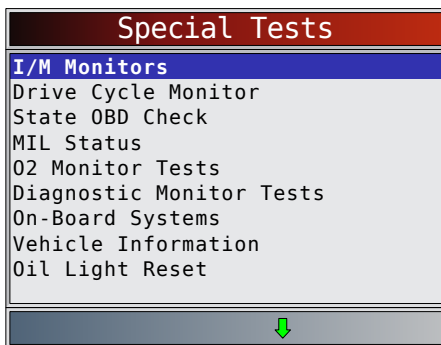 Special Tests
I/M Monitors
Drive Cycle Monitor
State OBD Check
MIL Status
O2 Monitor Tests
Diagnostic Monitor Tests
On-Board Systems
Vehicle Information
Oil Light Reset